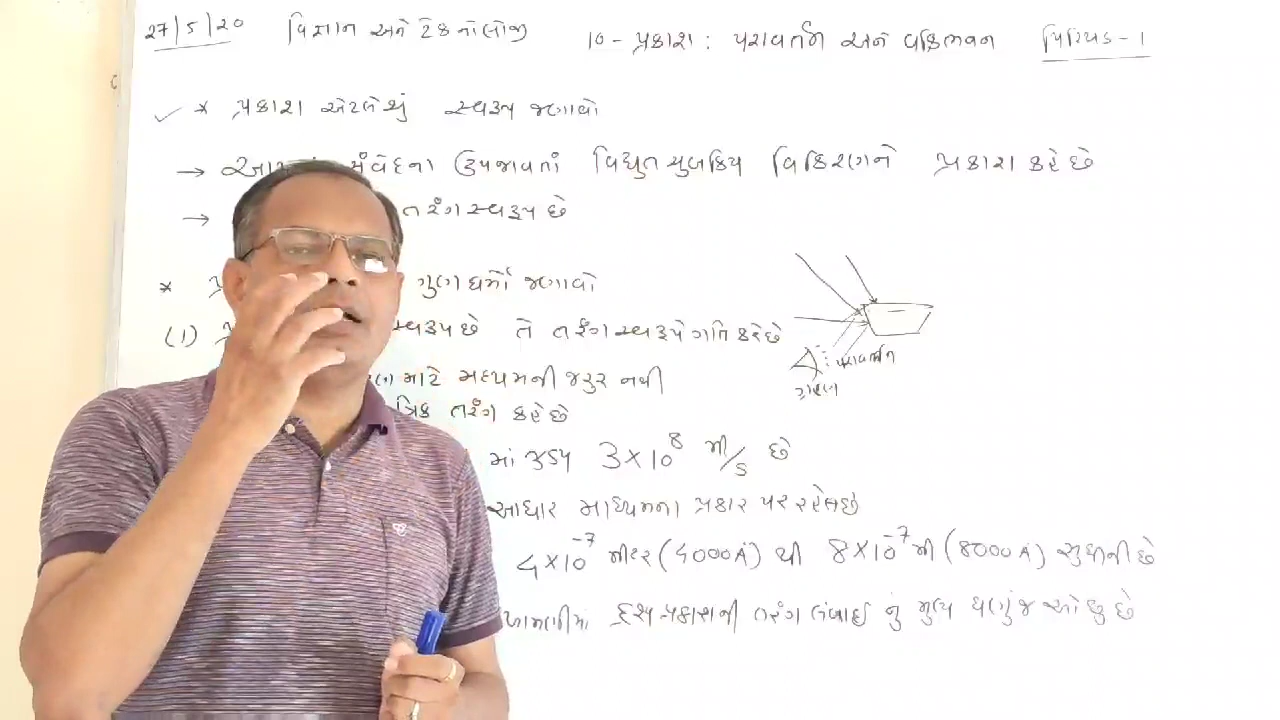 27/5/20 વિજ્ઞાન અને ટેકનોલોજી 10 - પ્રકાશ : પરાવર્તન અને વક્રિભવન પિરિયડ - 1
* પ્રકાશ એટલે શું સ્વરૂપ જણાવો
→ સંવેદના ઉપજાવતાં વિદ્યુત ચુબકિય વિકિરણને પ્રકાશ કહે છે
→ તરંગ સ્વરૂપ છે
* ગુણધર્મો જણાવો
(1) સ્વરૂપ છે તે તરંગ સ્વરૂપે ગતિ કરે છે
માટે મધ્યમની જરુર નથી
તરંગ કહે છે
માં ઝડપ 3×10⁸ મી/s છે
આધાર માધ્યમના પ્રકાર પર રહેલ છે
4×10⁻⁷ મીટર (4000Å) થી 8×10⁻⁷ મી (8000Å) સુધીની છે
દ્રશ્ય પ્રકાશની તરંગ લંબાઇ નું મુલ્ય ઘણું જ ઓછુ છે
પરાવર્તન